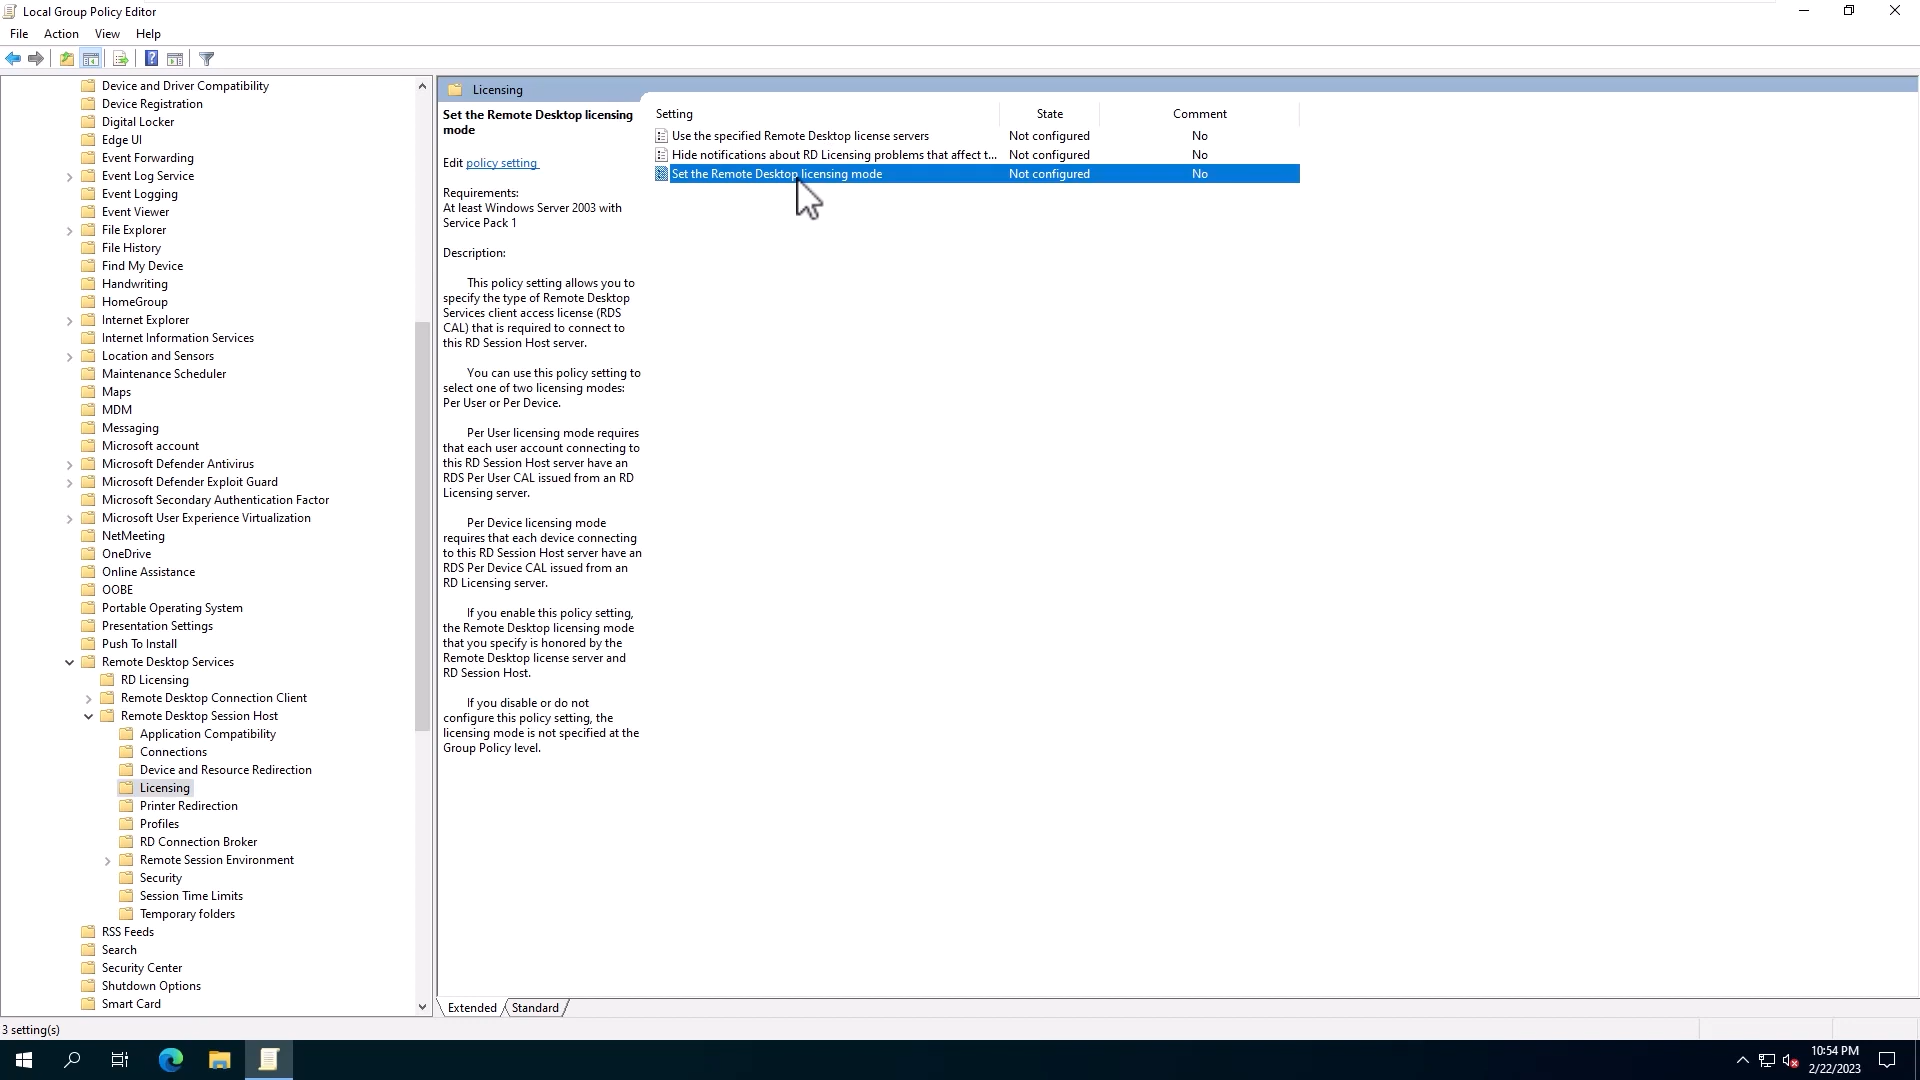 Local Group Policy Editor
File Action View Help
Device and Driver Compatibility
Device Registration
Digital Locker
Edge UI
Event Forwarding
Event Log Service
Event Logging
Event Viewer
File Explorer
File History
Find My Device
Handwriting
HomeGroup
Internet Explorer
Internet Information Services
Location and Sensors
Maintenance Scheduler
Maps
MDM
Messaging
Microsoft account
Microsoft Defender Antivirus
Microsoft Defender Exploit Guard
Microsoft Secondary Authentication Factor
Microsoft User Experience Virtualization
NetMeeting
OneDrive
Online Assistance
OOBE
Portable Operating System
Presentation Settings
Push To Install
Remote Desktop Services
RD Licensing
Remote Desktop Connection Client
Remote Desktop Session Host
Application Compatibility
Connections
Device and Resource Redirection
Licensing
Printer Redirection
Profiles
RD Connection Broker
Remote Session Environment
Security
Session Time Limits
Temporary folders
RSS Feeds
Search
Security Center
Shutdown Options
Smart Card
Licensing
Set the Remote Desktop licensing
mode
Edit policy setting
Requirements:
At least Windows Server 2003 with
Service Pack 1
Description:
This policy setting allows you to
specify the type of Remote Desktop
Services client access license (RDS
CAL) that is required to connect to
this RD Session Host server.
You can use this policy setting to
select one of two licensing modes:
Per User or Per Device.
Per User licensing mode requires
that each user account connecting to
this RD Session Host server have an
RDS Per User CAL issued from an RD
Licensing server.
Per Device licensing mode
requires that each device connecting
to this RD Session Host server have an
RDS Per Device CAL issued from an
RD Licensing server.
If you enable this policy setting,
the Remote Desktop licensing mode
that you specify is honored by the
Remote Desktop license server and
RD Session Host.
If you disable or do not
configure this policy setting, the
licensing mode is not specified at the
Group Policy level.
Setting State Comment
Use the specified Remote Desktop license servers Not configured No
Hide notifications about RD Licensing problems that affect t... Not configured No
Set the Remote Desktop licensing mode Not configured No
Extended Standard
3 setting(s)
10:54 PM
2/22/2023